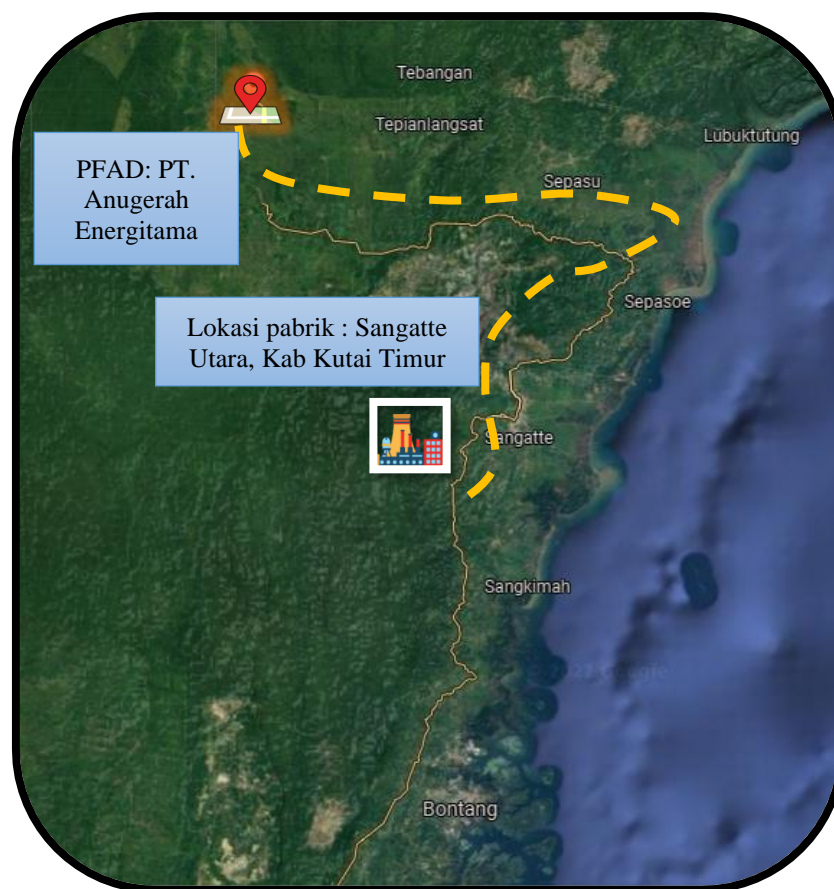 Tebangan
Tepianlangsat
Lubuktutung
PFAD: PT.
Anugerah
Energitama
Sepasu
Sepasoe
Lokasi pabrik : Sangatte
Utara, Kab Kutai Timur
Sangatte
Sangkimah
Bontang